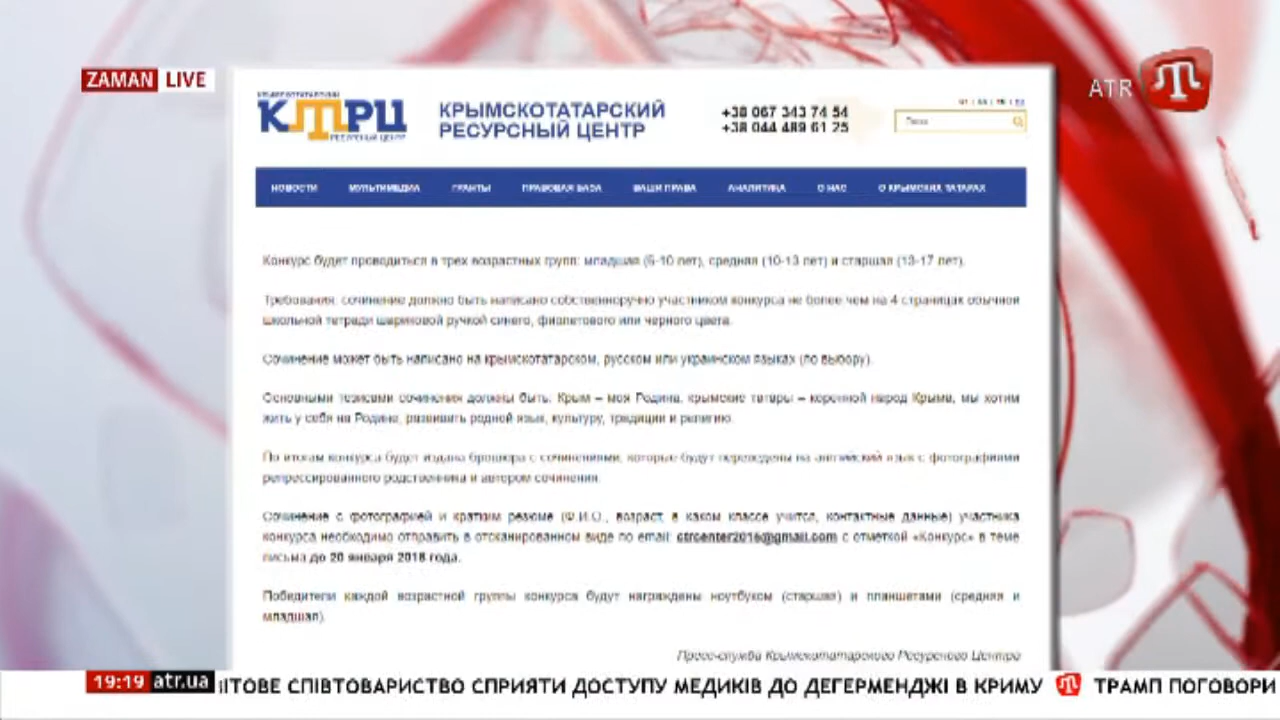 ZAMAN LIVE
ATR
КРЫМСКОТАТАРСКИЙ
КТРЦ
РЕСУРСНЫЙ ЦЕНТР
КРЫМСКОТАТАРСКИЙ
РЕСУРСНЫЙ ЦЕНТР
+38 067 343 74 54
+38 044 489 61 25
Поиск
НОВОСТИ МУЛЬТИМЕДИА ГРАНТЫ ПРАВОВАЯ БАЗА ВАШИ ПРАВА АНАЛИТИКА О НАС О КРЫМСКИХ ТАТАРАХ
Конкурс будет проводиться в трех возрастных групп: младшая (6-10 лет), средняя (10-13 лет) и старшая (13-17 лет).
Требования: сочинение должно быть написано собственноручно участником конкурса не более чем на 4 страницах обычной
школьной тетради шариковой ручкой синего, фиолетового или черного цвета.
Сочинение может быть написано на крымскотатарском, русском или украинском языках (по выбору).
Основными тезисами сочинения должны быть: Крым – моя Родина, крымские татары – коренной народ Крыма, мы хотим
жить у себя на Родине, развивать родной язык, культуру, традиции и религию.
По итогам конкурса будет издана брошюра с сочинениями, которые будут переведены на английский язык с фотографиями
репрессированного родственника и автором сочинения.
Сочинение с фотографией и кратким резюме (Ф.И.О., возраст, в каком классе учится, контактные данные) участника
конкурса необходимо отправить в отсканированном виде по email: ctrcenter2015@gmail.com с отметкой «Конкурс» в теме
письма до 20 января 2018 года.
Победители каждой возрастной группы конкурса будут награждены ноутбуком (старшая) и планшетами (средняя и
младшая).
Пресс-служба Крымскотатарского Ресурсного Центра
19:19 atr.ua ІТОВЕ СПІВТОВАРИСТВО СПРИЯТИ ДОСТУПУ МЕДИКІВ ДО ДЕГЕРМЕНДЖІ В КРИМУ ТРАМП ПОГОВОРИ